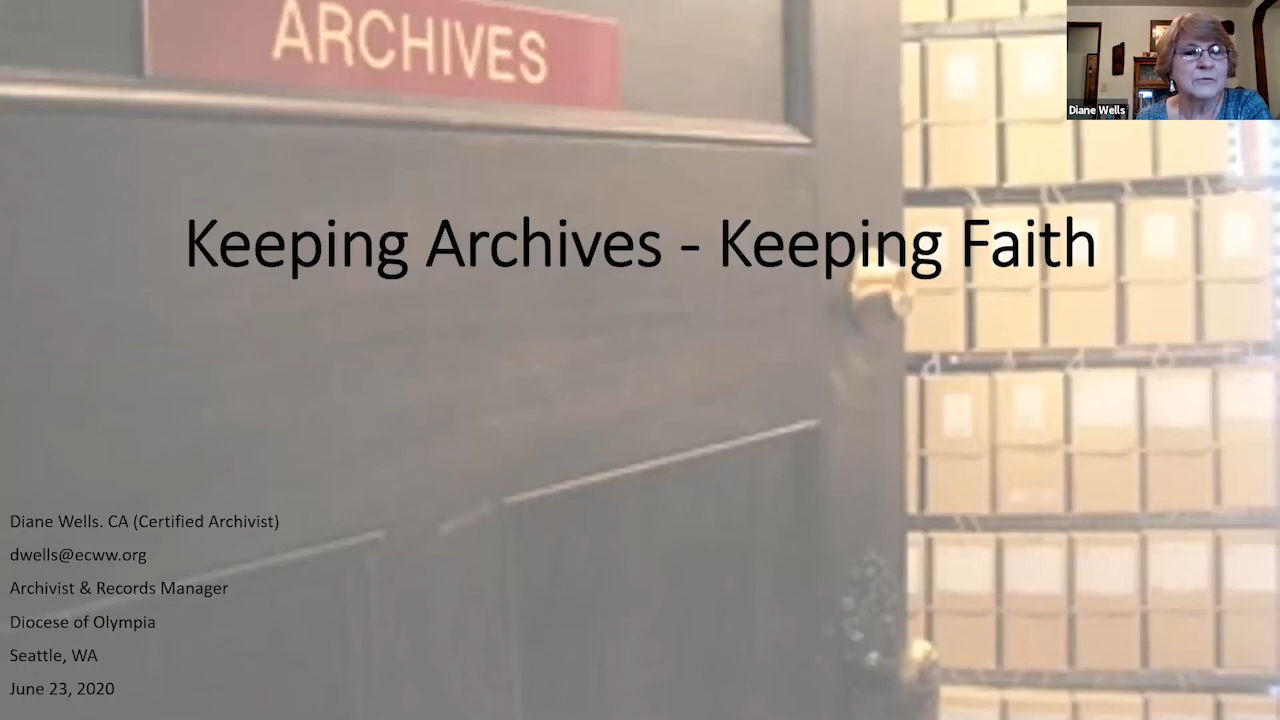 ARCHIVES
Diane Wells
Keeping Archives - Keeping Faith
Diane Wells. CA (Certified Archivist)
dwells@ecww.org
Archivist & Records Manager
Diocese of Olympia
Seattle, WA
June 23, 2020